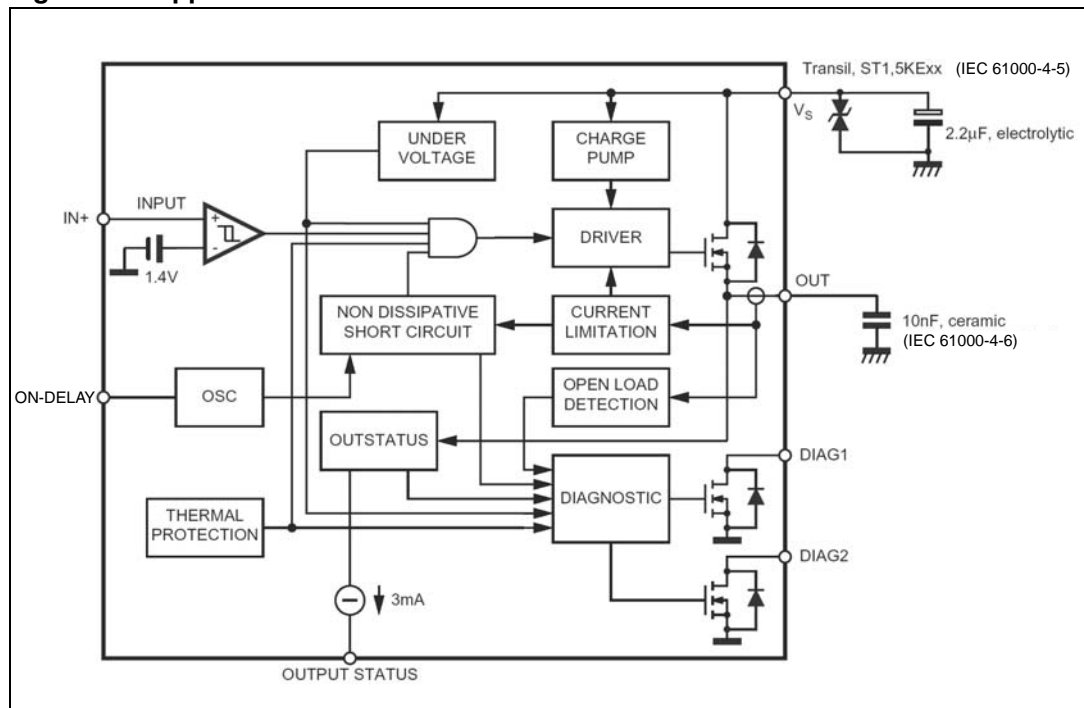 Transil, ST1,5KExx (IEC 61000-4-5)
VS
2.2µF, electrolytic
UNDER
VOLTAGE
CHARGE
PUMP
IN+
INPUT
+
-
1.4V
DRIVER
OUT
NON DISSIPATIVE
SHORT CIRCUIT
CURRENT
LIMITATION
10nF, ceramic
(IEC 61000-4-6)
ON-DELAY
OSC
OPEN LOAD
DETECTION
OUTSTATUS
DIAG1
DIAGNOSTIC
THERMAL
PROTECTION
DIAG2
3mA
OUTPUT STATUS